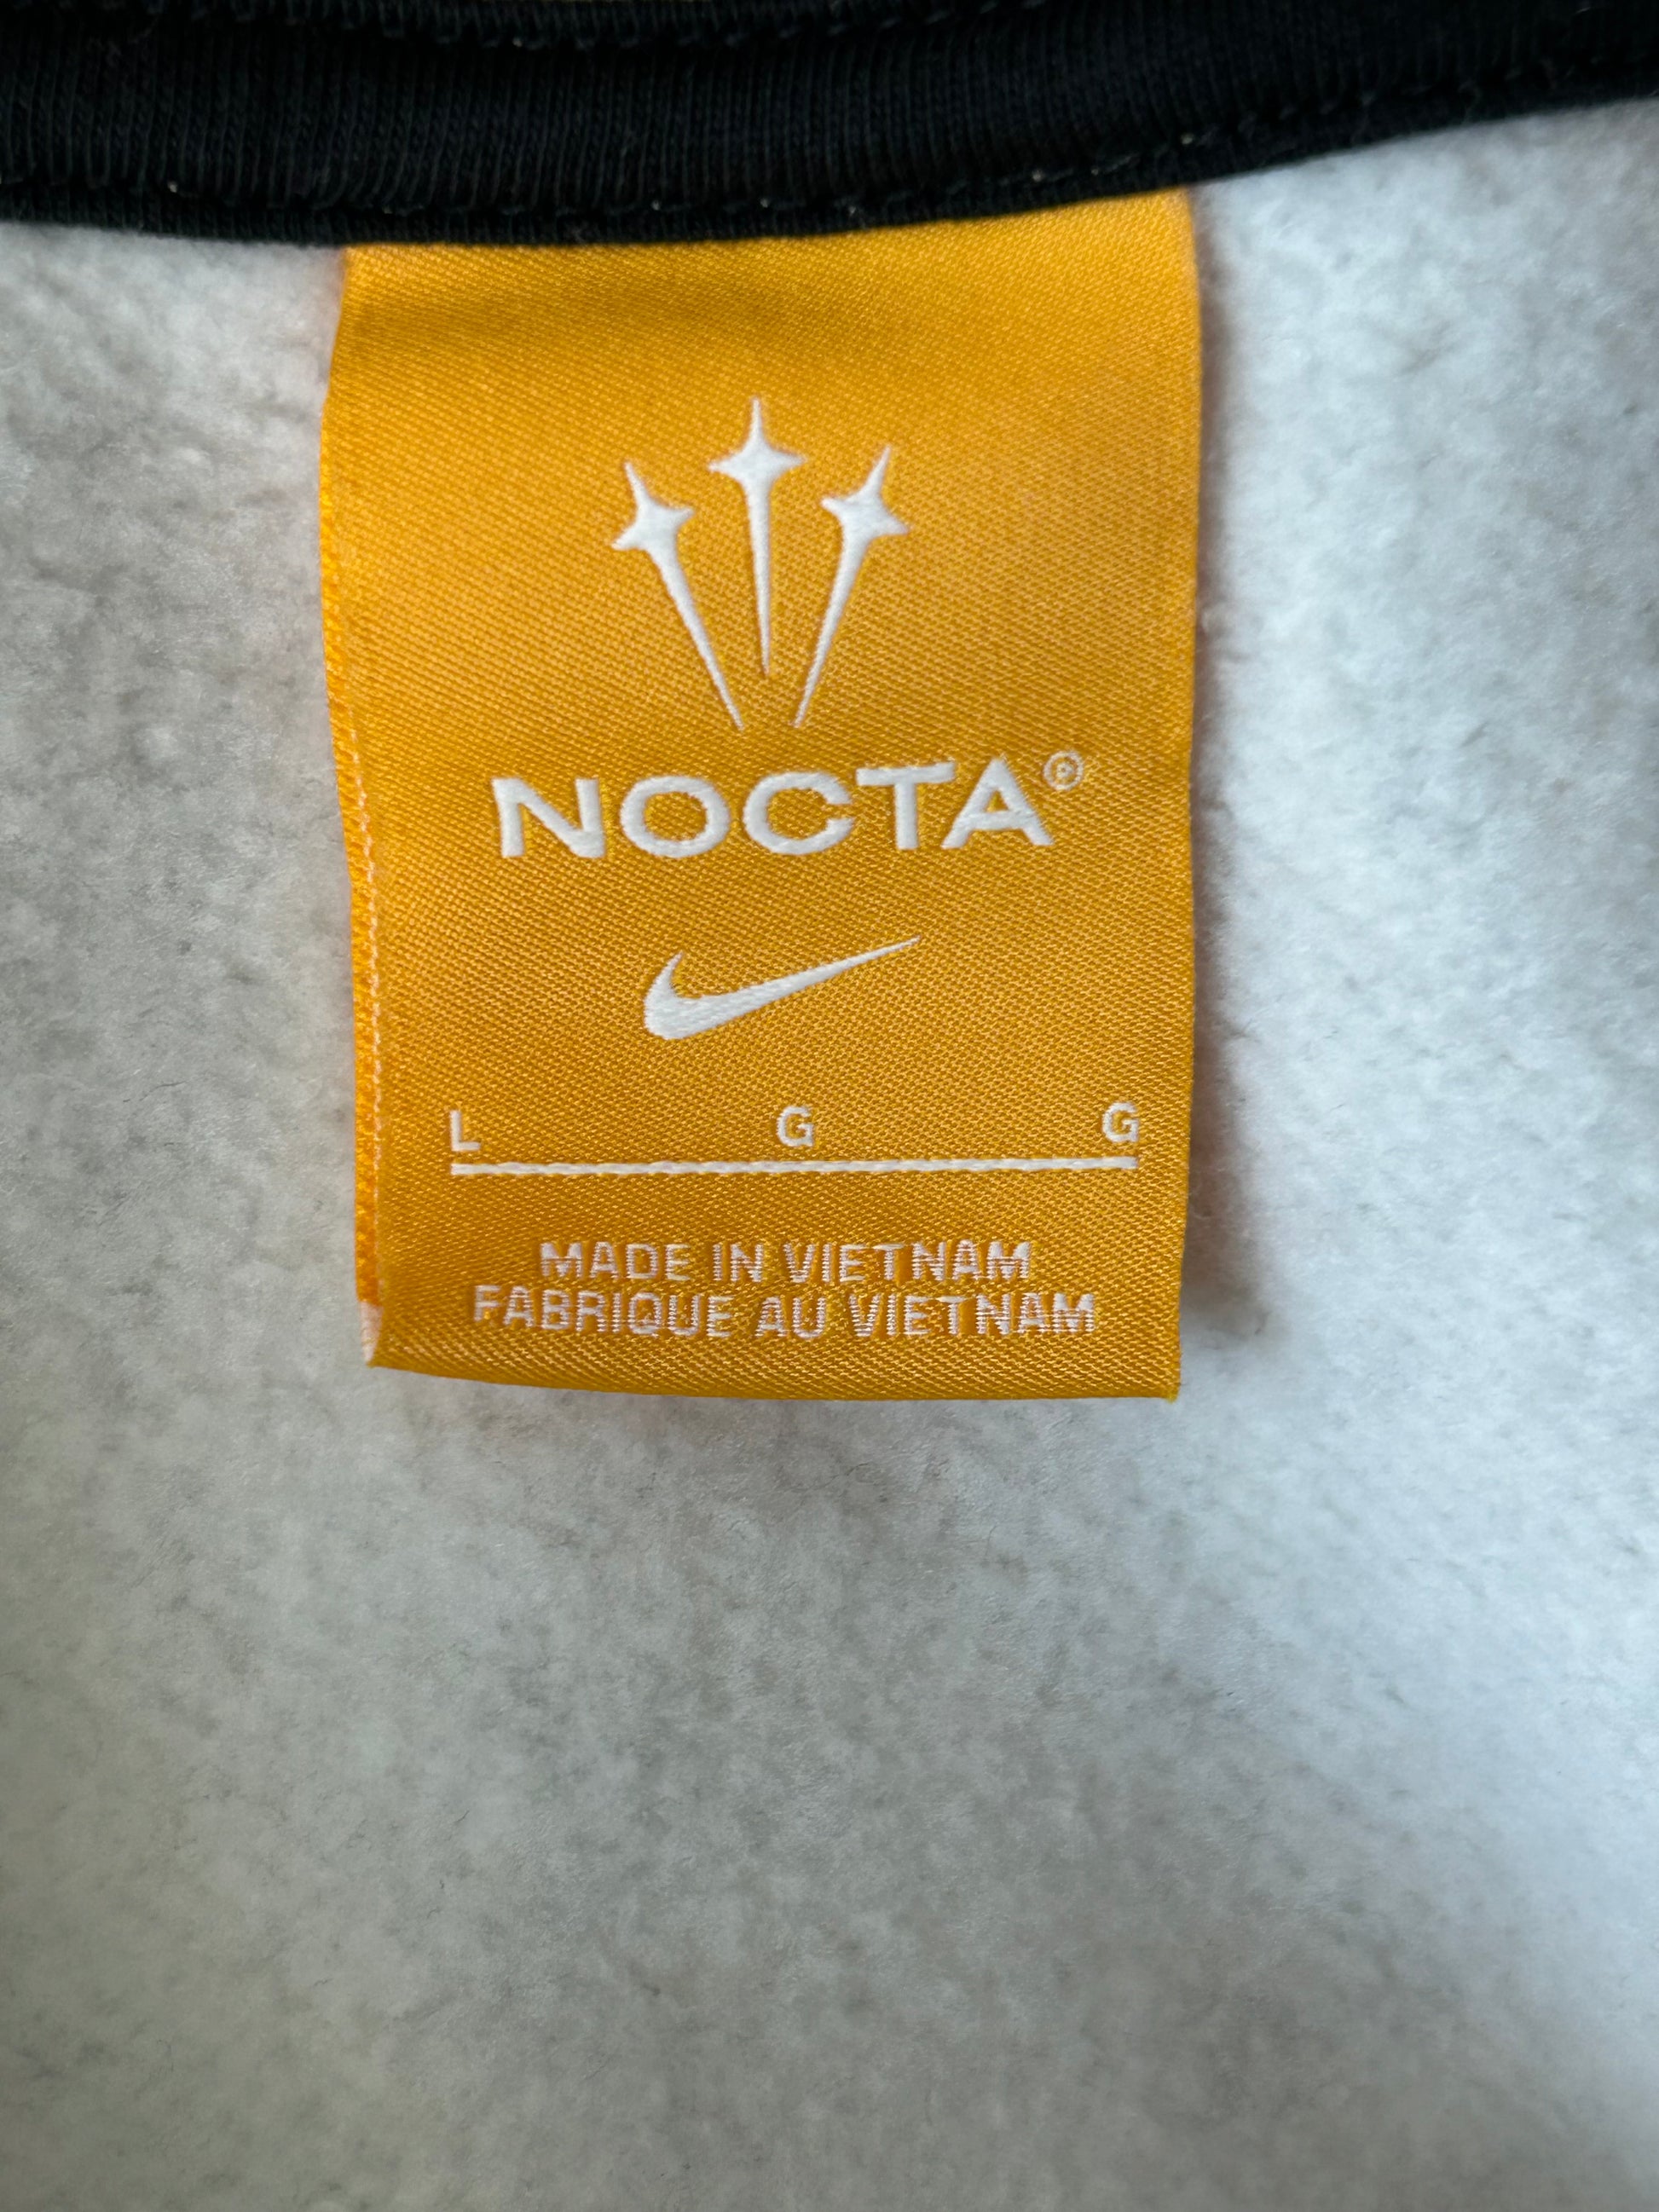 NOCTA®
L G G
MADE IN VIETNAM
FABRIQUE AU VIETNAM